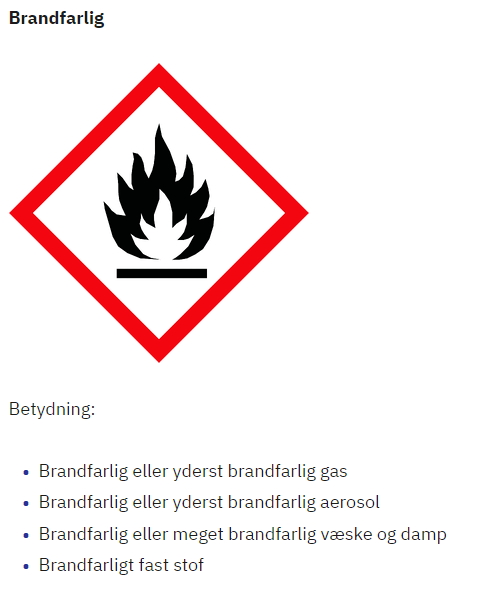 Brandfarlig
Betydning:
Brandfarlig eller yderst brandfarlig gas
Brandfarlig eller yderst brandfarlig aerosol
Brandfarlig eller meget brandfarlig væske og damp
Brandfarligt fast stof